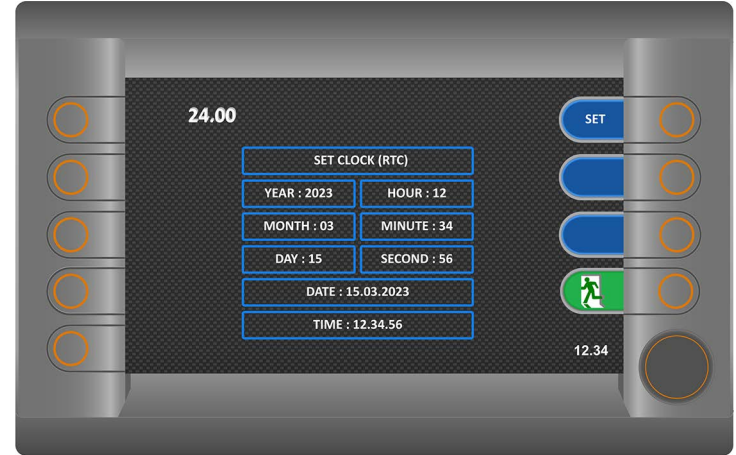 24.00
SET
SET CLOCK (RTC)
YEAR : 2023
HOUR : 12
MONTH : 03
MINUTE : 34
DAY : 15
SECOND : 56
DATE : 15.03.2023
TIME : 12.34.56
12.34